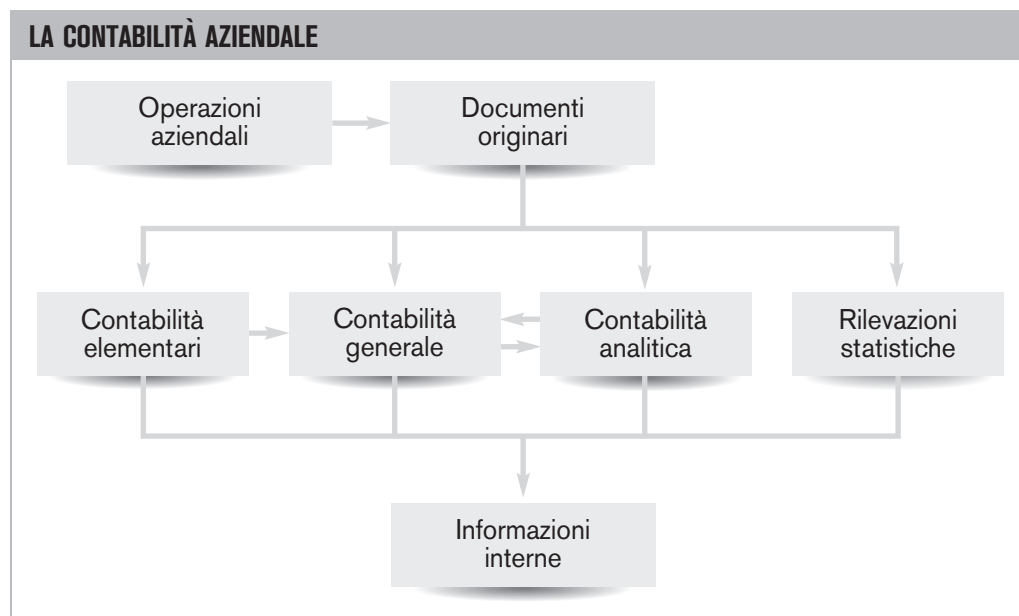 LA CONTABILITÀ AZIENDALE
Operazioni
aziendali
Documenti
originari
Contabilità
elementari
Contabilità
generale
Contabilità
analitica
Rilevazioni
statistiche
Informazioni
interne